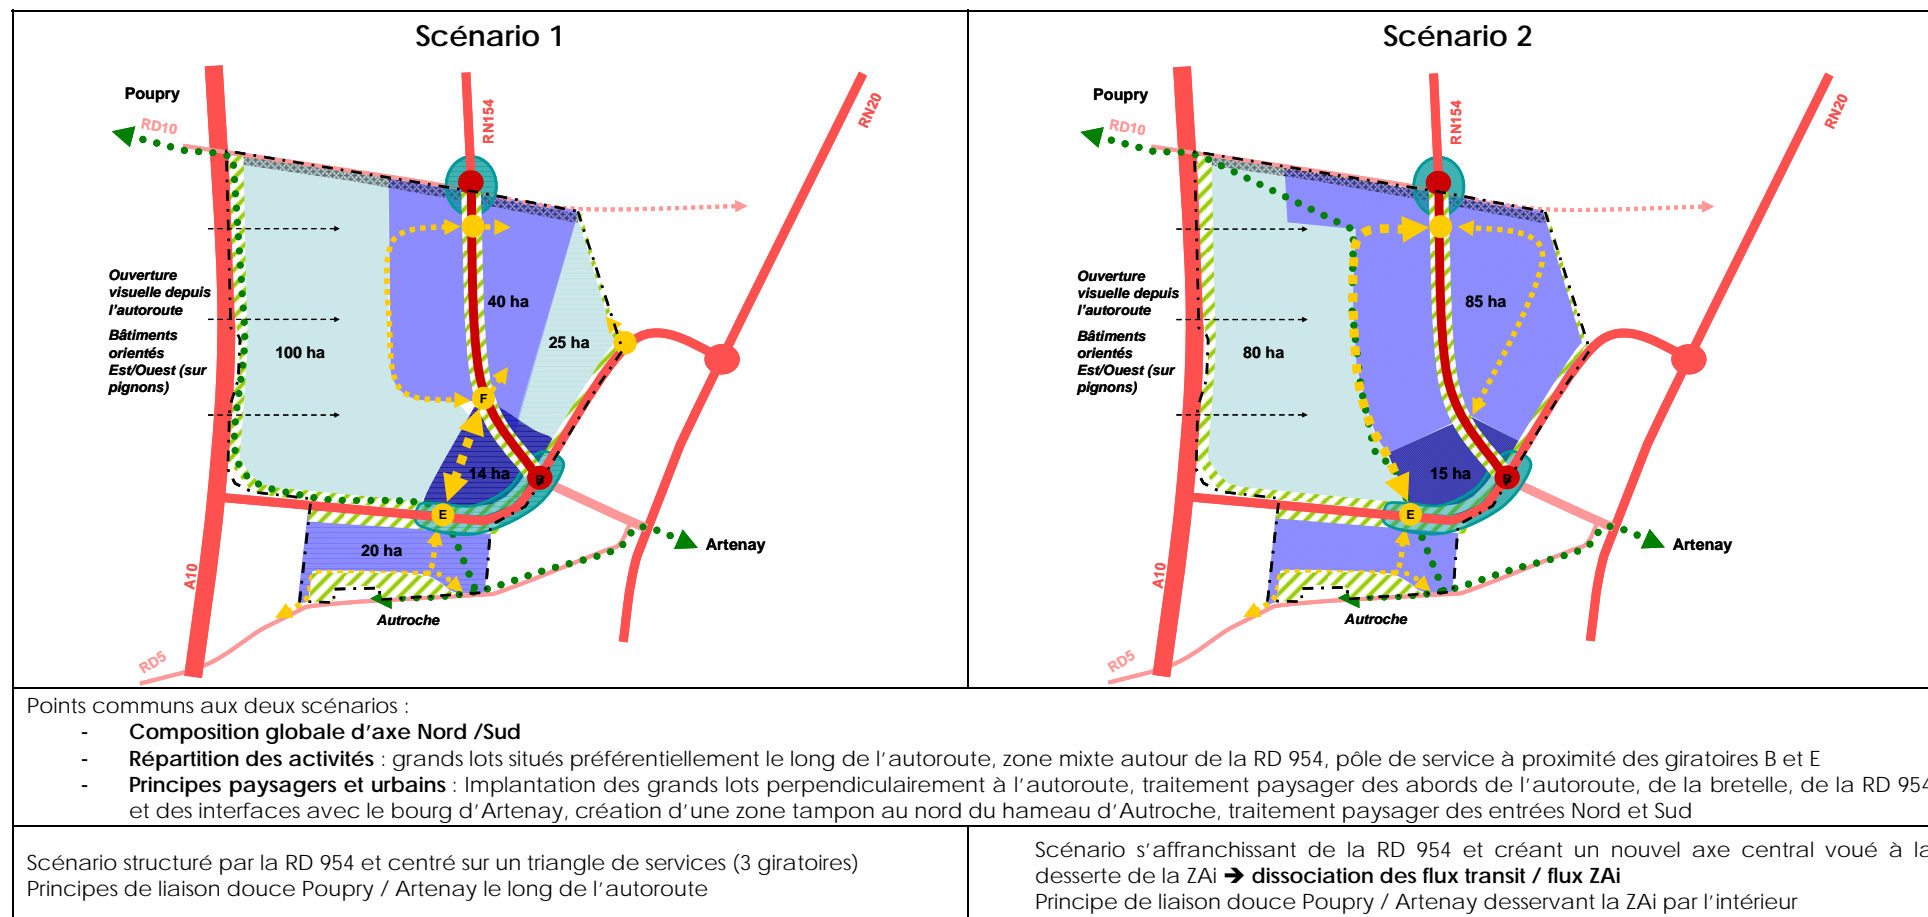 Scénario 1
Poupry
RD10
RN154
RN20
Ouverture
visuelle depuis
l'autoroute
Bâtiments
orientés
Est/Ouest (sur
pignons)
40 ha
25 ha
100 ha
F
14 ha
B
E
20 ha
Artenay
A10
Autroche
RD5
Scénario 2
Poupry
RD10
RN154
RN20
Ouverture
visuelle depuis
l'autoroute
Bâtiments
orientés
Est/Ouest (sur
pignons)
85 ha
80 ha
15 ha
B
E
Artenay
A10
Autroche
RD5
Points communs aux deux scénarios :
- Composition globale d'axe Nord /Sud
- Répartition des activités : grands lots situés préférentiellement le long de l'autoroute, zone mixte autour de la RD 954, pôle de service à proximité des giratoires B et E
- Principes paysagers et urbains : Implantation des grands lots perpendiculairement à l'autoroute, traitement paysager des abords de l'autoroute, de la bretelle, de la RD 954
et des interfaces avec le bourg d'Artenay, création d'une zone tampon au nord du hameau d'Autroche, traitement paysager des entrées Nord et Sud
Scénario structuré par la RD 954 et centré sur un triangle de services (3 giratoires)
Principes de liaison douce Poupry / Artenay le long de l'autoroute
Scénario s'affranchissant de la RD 954 et créant un nouvel axe central voué à la
desserte de la ZAi ➔ dissociation des flux transit / flux ZAi
Principe de liaison douce Poupry / Artenay desservant la ZAi par l'intérieur